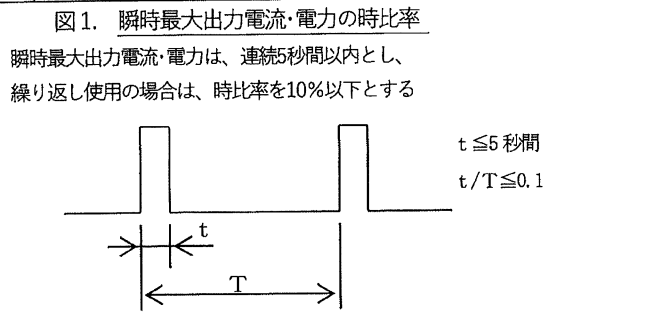 図1. 瞬時最大出力電流･電力の時比率
瞬時最大出力電流･電力は、連続5秒間以内とし、
繰り返し使用の場合は、時比率を10%以下とする
t≦5秒間
t/T≦0.1
t
T